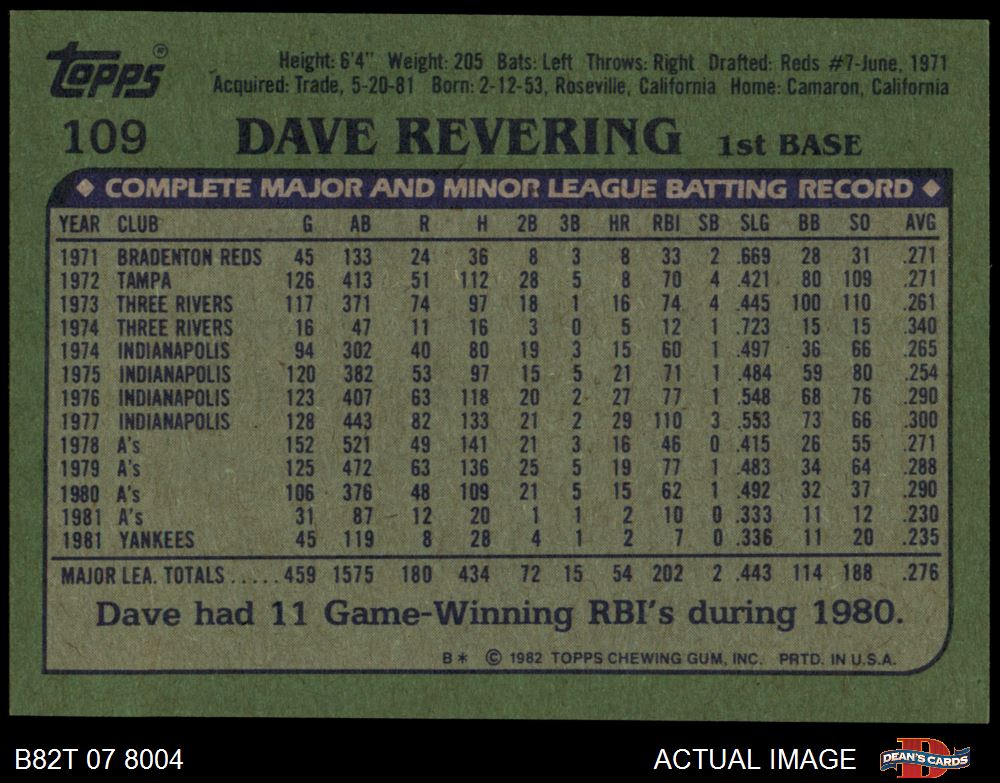 Topps®
Height: 6'4" Weight: 205 Bats: Left Throws: Right Drafted: Reds #7-June, 1971
Acquired: Trade, 5-20-81 Born: 2-12-53, Roseville, California Home: Camaron, California
109 DAVE REVERING 1st BASE
◆ COMPLETE MAJOR AND MINOR LEAGUE BATTING RECORD ◆
YEAR CLUB G AB R H 2B 3B HR RBI SB SLG BB SO AVG
1971 BRADENTON REDS 45 133 24 36 8 3 8 33 2 .669 28 31 .271
1972 TAMPA 126 413 51 112 28 5 8 70 4 .421 80 109 .271
1973 THREE RIVERS 117 371 74 97 18 1 16 74 4 .445 100 110 .261
1974 THREE RIVERS 16 47 11 16 3 0 5 12 1 .723 15 15 .340
1974 INDIANAPOLIS 94 302 40 80 19 3 15 60 1 .497 36 66 .265
1975 INDIANAPOLIS 120 382 53 97 15 5 21 71 1 .484 59 80 .254
1976 INDIANAPOLIS 123 407 63 118 20 2 27 77 1 .548 68 76 .290
1977 INDIANAPOLIS 128 443 82 133 21 2 29 110 3 .553 73 66 .300
1978 A's 152 521 49 141 21 3 16 46 0 .415 26 55 .271
1979 A's 125 472 63 136 25 5 19 77 1 .483 34 64 .288
1980 A's 106 376 48 109 21 5 15 62 1 .492 32 37 .290
1981 A's 31 87 12 20 1 1 2 10 0 .333 11 12 .230
1981 YANKEES 45 119 8 28 4 1 2 7 0 .336 11 20 .235
MAJOR LEA. TOTALS.....459 1575 180 434 72 15 54 202 2 .443 114 188 .276
Dave had 11 Game-Winning RBI's during 1980.
B* © 1982 TOPPS CHEWING GUM, INC. PRTD. IN U.S.A.
B82T 07 8004 ACTUAL IMAGE DEAN'S CARDS